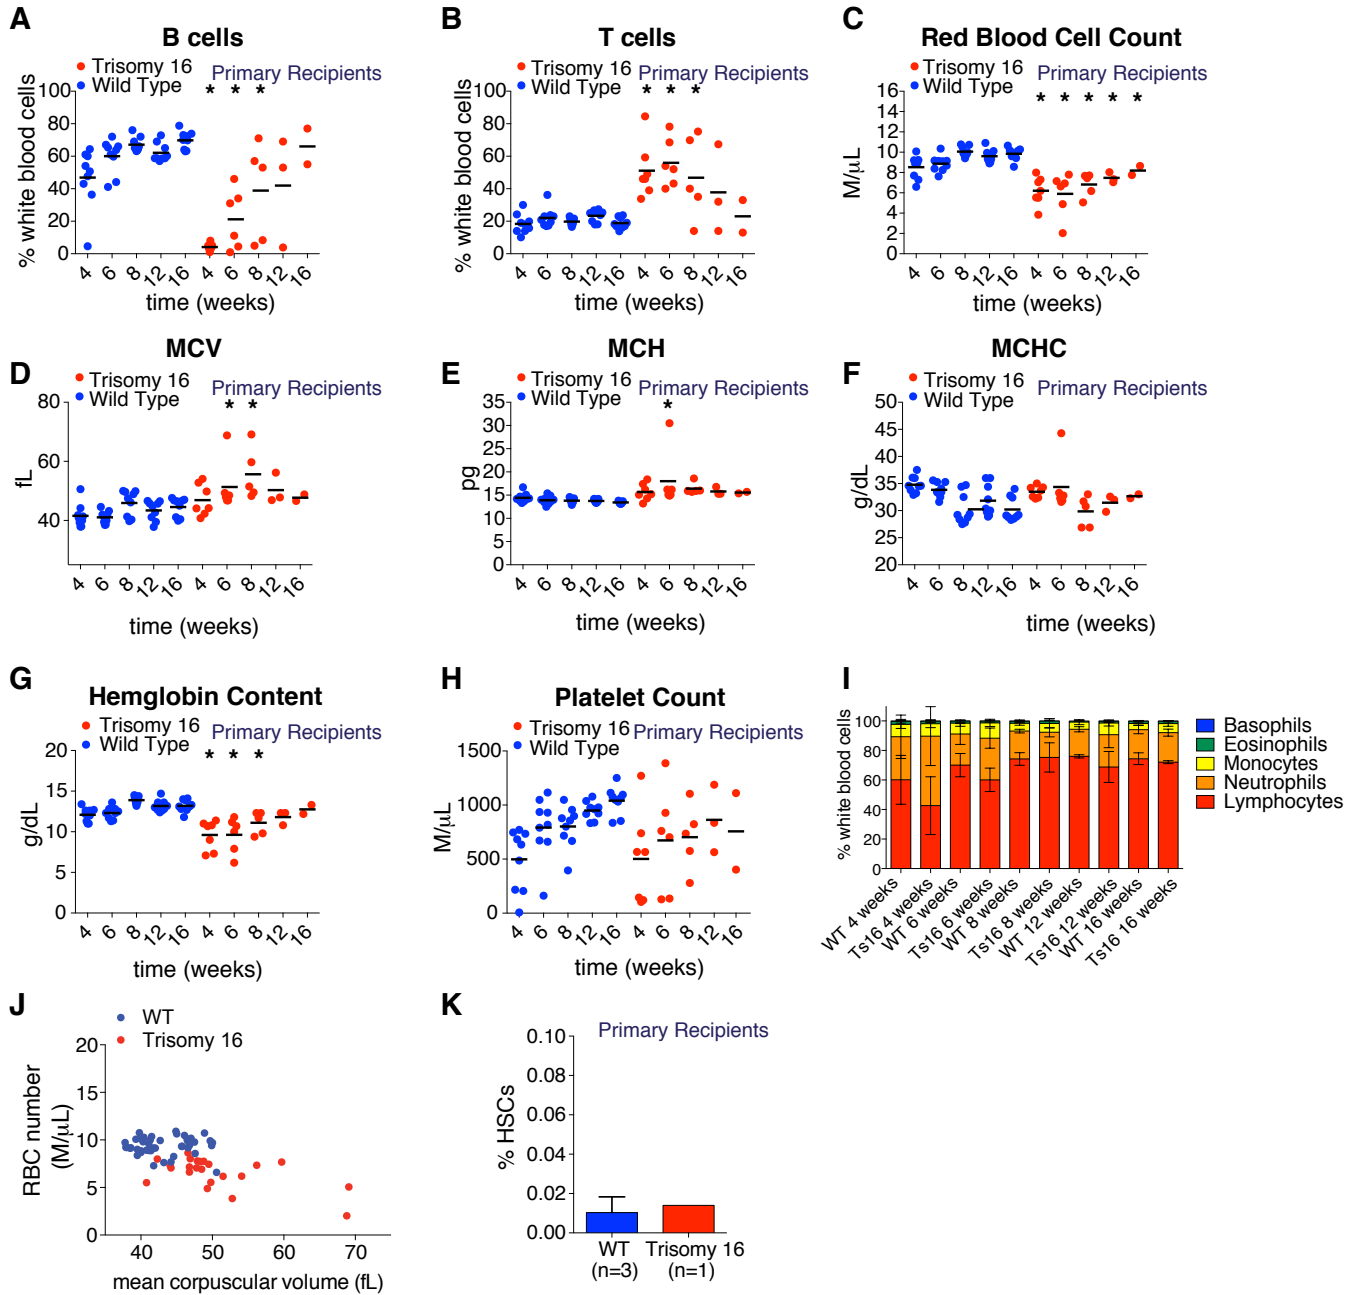 A
B cells
Trisomy 16
Wild Type
Primary Recipients
* * *
% white blood cells
100
80
60
40
20
0
4 6 8 12 16 4 6 8 12 16
time (weeks)
B
T cells
Trisomy 16
Wild Type
Primary Recipients
* * *
% white blood cells
100
80
60
40
20
0
4 6 8 12 16 4 6 8 12 16
time (weeks)
C
Red Blood Cell Count
Trisomy 16
Wild Type
Primary Recipients
* * * * *
M/µL
16
14
12
10
8
6
4
2
0
4 6 8 12 16 4 6 8 12 16
time (weeks)
D
MCV
Trisomy 16
Wild Type
Primary Recipients
* *
fL
80
60
40
4 6 8 12 16 4 6 8 12 16
time (weeks)
E
MCH
Trisomy 16
Wild Type
Primary Recipients
*
pg
35
30
25
20
15
10
5
0
4 6 8 12 16 4 6 8 12 16
time (weeks)
F
MCHC
Trisomy 16
Wild Type
Primary Recipients
g/dL
50
45
40
35
30
25
20
4 6 8 12 16 4 6 8 12 16
time (weeks)
G
Hemglobin Content
Trisomy 16
Wild Type
Primary Recipients
* * *
g/dL
20
15
10
5
0
4 6 8 12 16 4 6 8 12 16
time (weeks)
H
Platelet Count
Trisomy 16
Wild Type
Primary Recipients
M/µL
1500
1000
500
0
4 6 8 12 16 4 6 8 12 16
time (weeks)
I
% white blood cells
100
80
60
40
20
0
WT 4 weeks
Ts16 4 weeks
WT 6 weeks
Ts16 6 weeks
WT 8 weeks
Ts16 8 weeks
WT 12 weeks
Ts16 12 weeks
WT 16 weeks
Ts16 16 weeks
Basophils
Eosinophils
Monocytes
Neutrophils
Lymphocytes
J
WT
Trisomy 16
RBC number
(M/µL)
20
15
10
5
0
40 50 60 70
mean corpuscular volume (fL)
K
Primary Recipients
% HSCs
0.10
0.08
0.06
0.04
0.02
0.00
WT Trisomy 16
(n=3) (n=1)